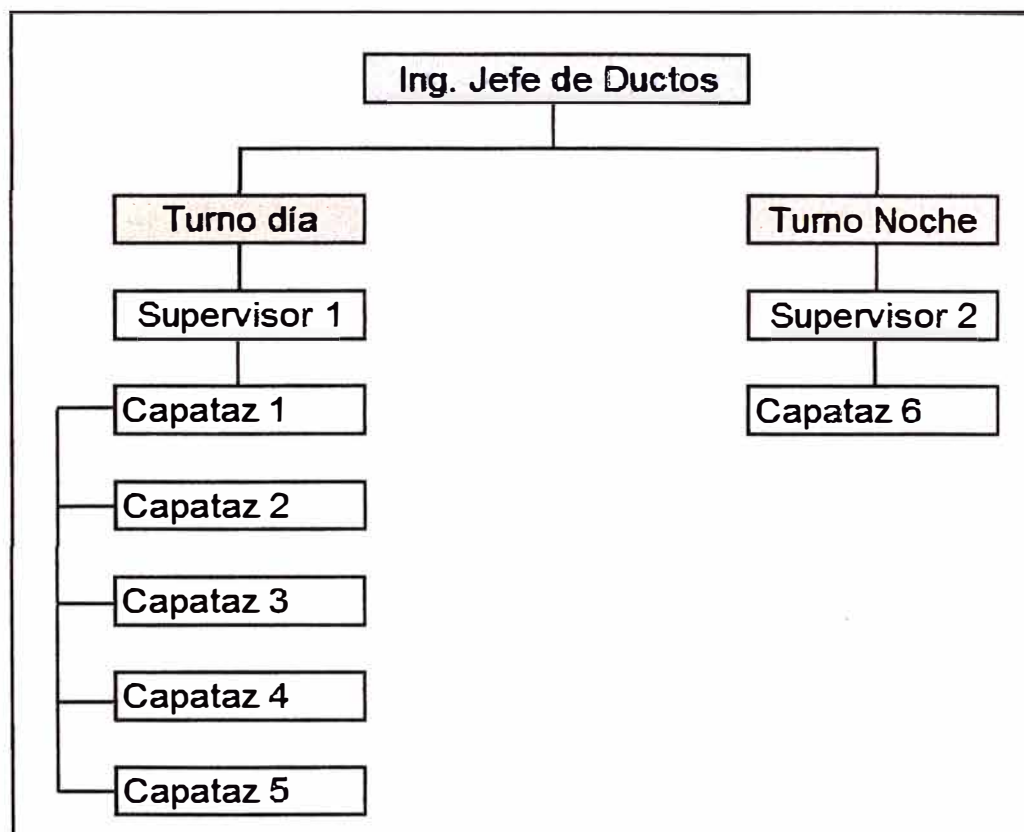 Ing. Jefe de Ductos
Turno día
Turno Noche
Supervisor 1
Supervisor 2
Capataz 1
Capataz 6
Capataz 2
Capataz 3
Capataz 4
Capataz 5